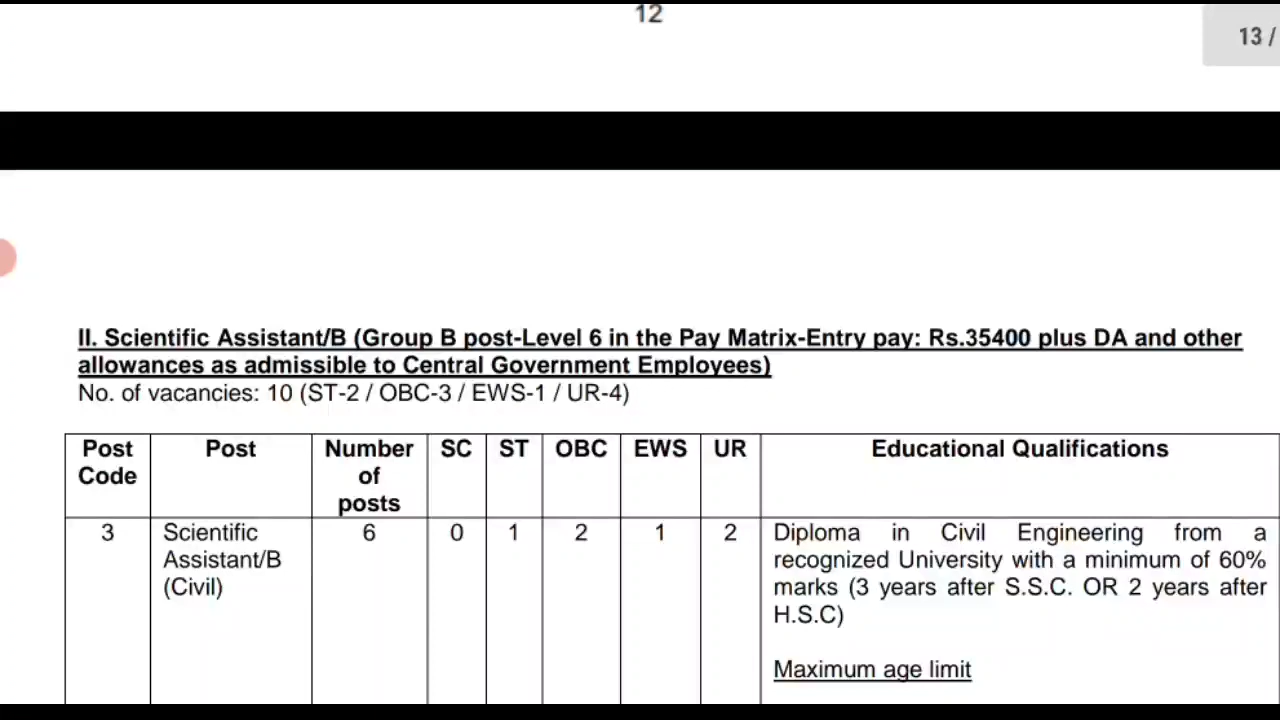 12
13 /
II. Scientific Assistant/B (Group B post-Level 6 in the Pay Matrix-Entry pay: Rs.35400 plus DA and other
allowances as admissible to Central Government Employees)
No. of vacancies: 10 (ST-2 / OBC-3 / EWS-1 / UR-4)
Post Code Post Number of posts SC ST OBC EWS UR Educational Qualifications
3 Scientific Assistant/B (Civil) 6 0 1 2 1 2
Diploma in Civil Engineering from a
recognized University with a minimum of 60%
marks (3 years after S.S.C. OR 2 years after
H.S.C)
Maximum age limit